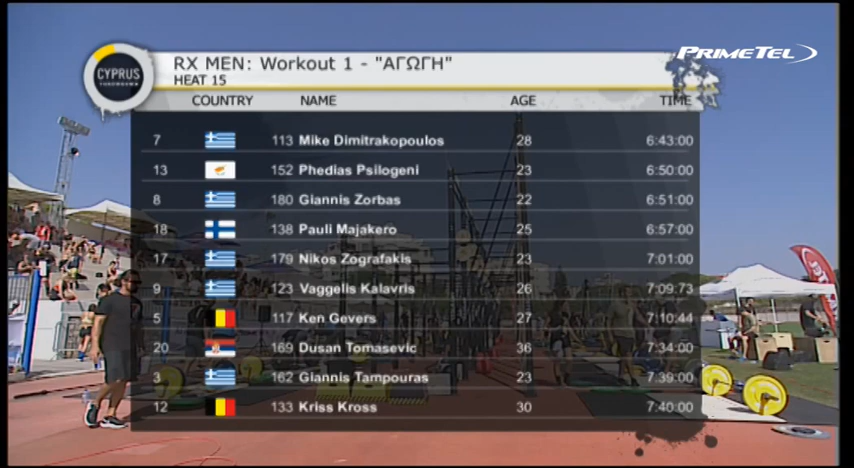 RX MEN: Workout 1 - "ΑΓΩΓΗ"
PRIMETEL
CYPRUS
THROWDOWN
HEAT 15
COUNTRY NAME AGE TIME
7 113 Mike Dimitrakopoulos 28 6:43:00
13 152 Phedias Psilogeni 23 6:50:00
8 180 Giannis Zorbas 22 6:51:00
18 138 Pauli Majakero 25 6:57:00
17 179 Nikos Zografakis 23 7:01:00
9 123 Vaggelis Kalavris 26 7:09:73
5 117 Ken Gevers 27 7:10:44
20 169 Dusan Tomasevic 36 7:34:00
3 162 Giannis Tampouras 23 7:39:00
12 133 Kriss Kross 30 7:40:00